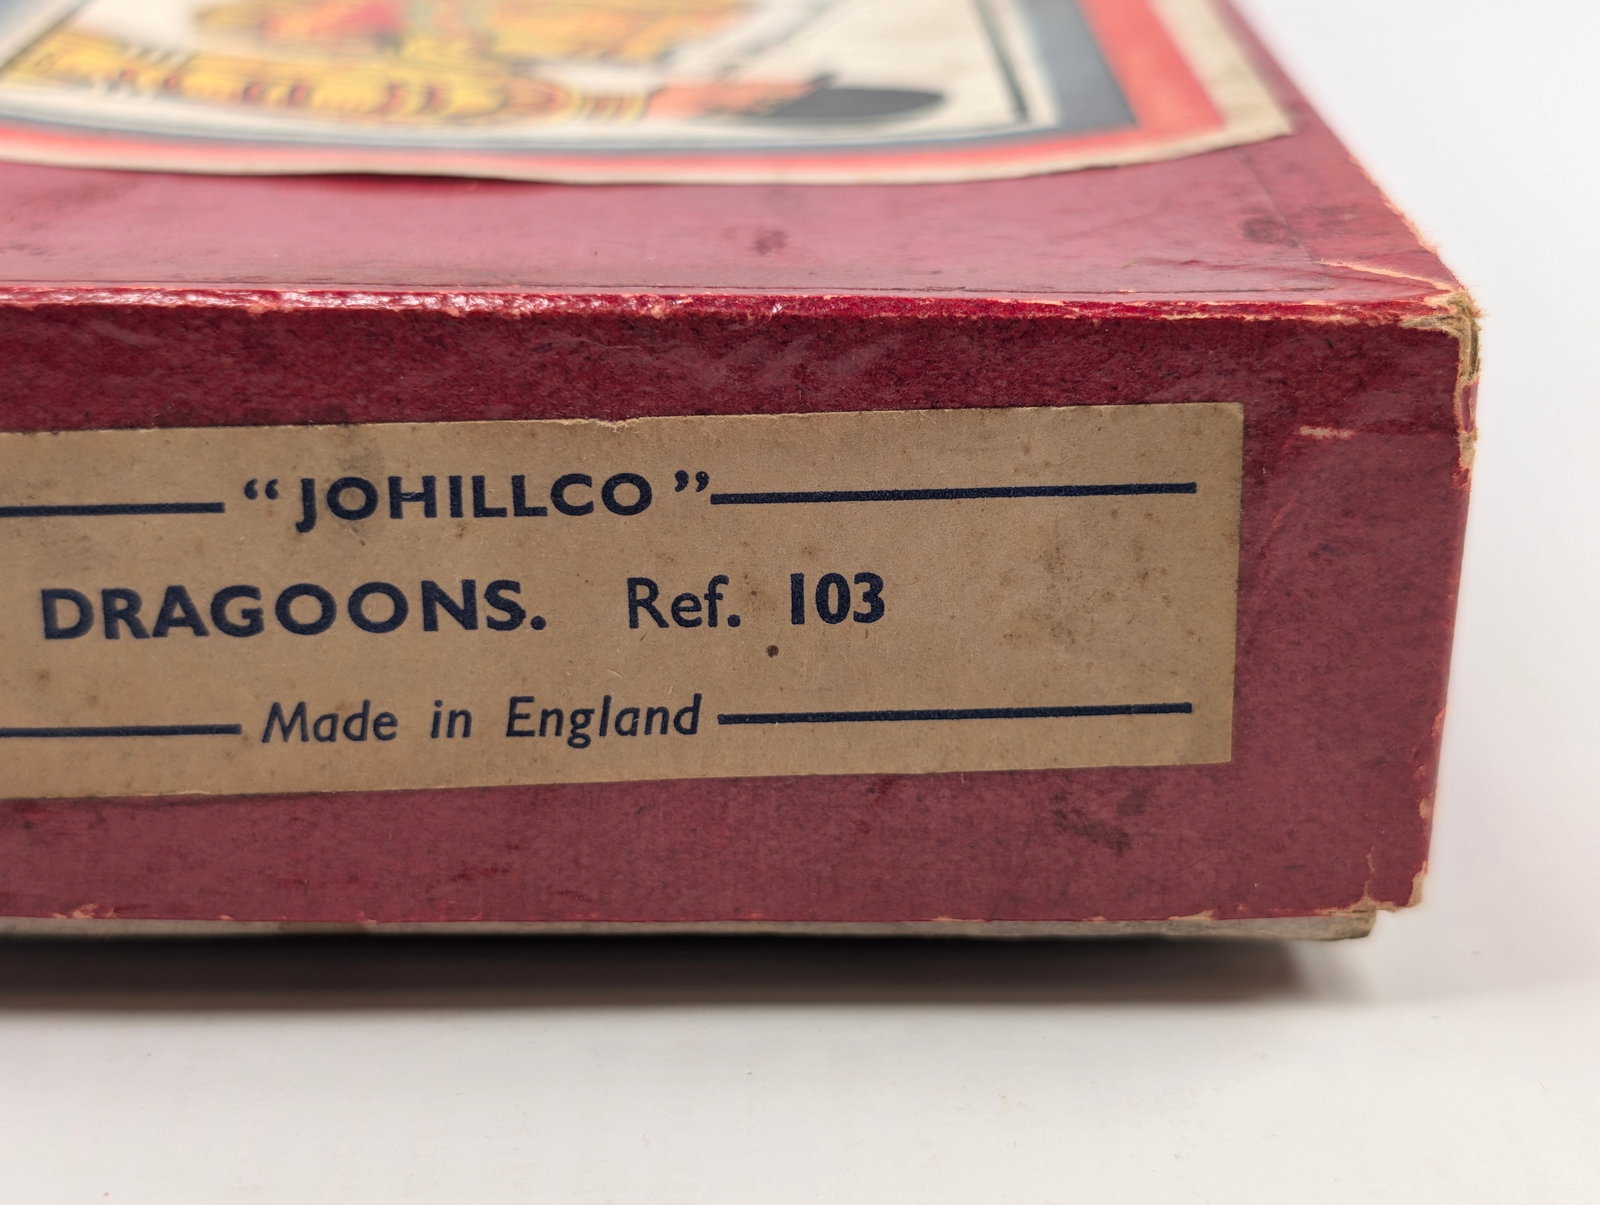 “JOHILLCO”
DRAGOONS. Ref. 103
Made in England